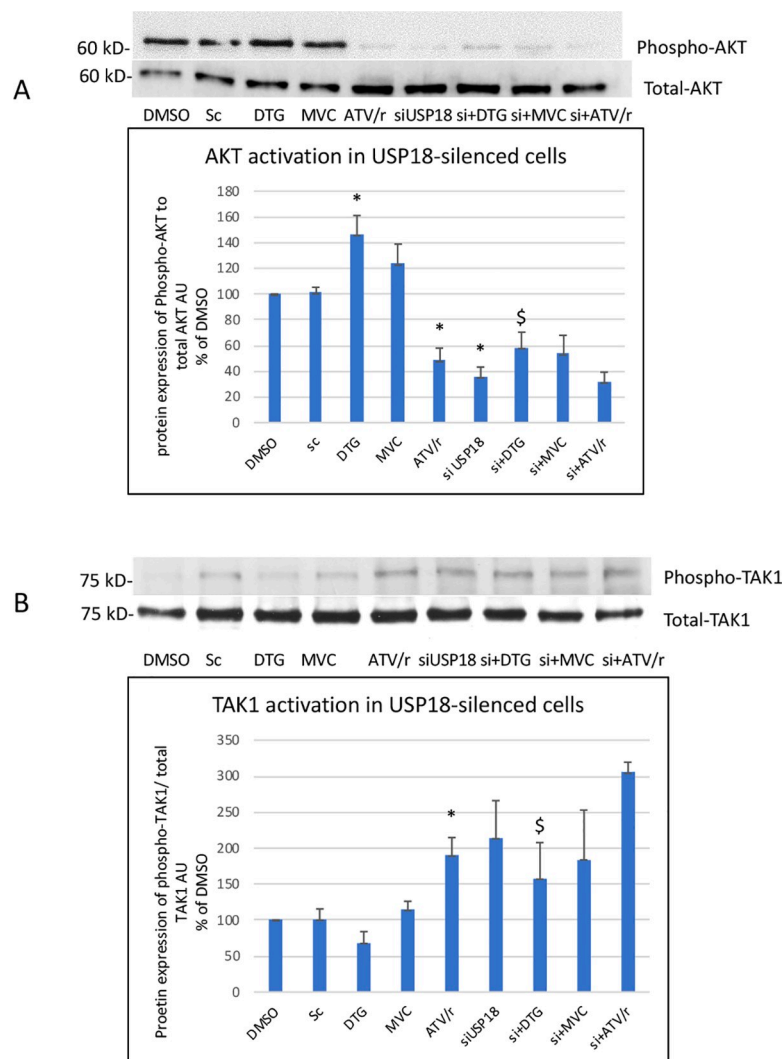 60 kD-
Phospho-AKT
60 kD-
Total-AKT
A
DMSO Sc DTG MVC ATV/r siUSP18 si+DTG si+MVC si+ATV/r
AKT activation in USP18-silenced cells
protein expression of Phospho-AKT to
total AKT AU
% of DMSO
180
160
140
120
100
80
60
40
20
0
*
*
*
$
DMSO
sc
DTG
MVC
ATV/r
si USP18
si+DTG
si+MVC
si+ATV/r
75 kD-
Phospho-TAK1
B
75 kD-
Total-TAK1
DMSO Sc DTG MVC ATV/r siUSP18 si+DTG si+MVC si+ATV/r
TAK1 activation in USP18-silenced cells
Proetin expression of phospho-TAK1/ total
TAK1 AU
% of DMSO
350
300
250
200
150
100
50
0
*
$
DMSO
Sc
DTG
MVC
ATV/r
siUSP18
si+DTG
si+MVC
si+ATV/r